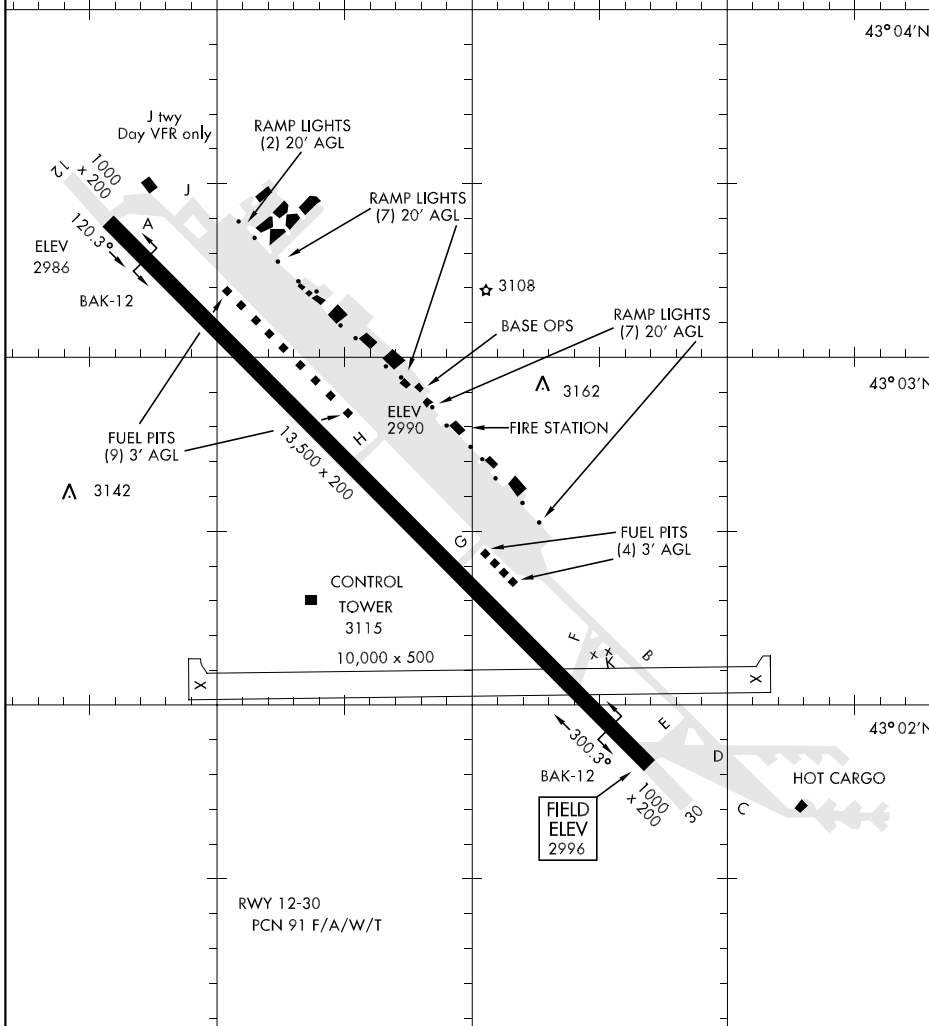 43° 04'N
J twy
Day VFR only
RAMP LIGHTS
(2) 20' AGL
12
1000
x 200
J
RAMP LIGHTS
(7) 20' AGL
120.3°
A
ELEV
2986
BAK-12
3108
RAMP LIGHTS
(7) 20' AGL
BASE OPS
43° 03'N
3162
ELEV
2990
FIRE STATION
FUEL PITS
(9) 3' AGL
H
13,500 x 200
3142
G
FUEL PITS
(4) 3' AGL
CONTROL
TOWER
3115
F
x x
K
B
10,000 x 500
X
X
E
43° 02'N
300.3°
D
BAK-12
HOT CARGO
1000
x 200
30
C
FIELD
ELEV
2996
RWY 12-30
PCN 91 F/A/W/T